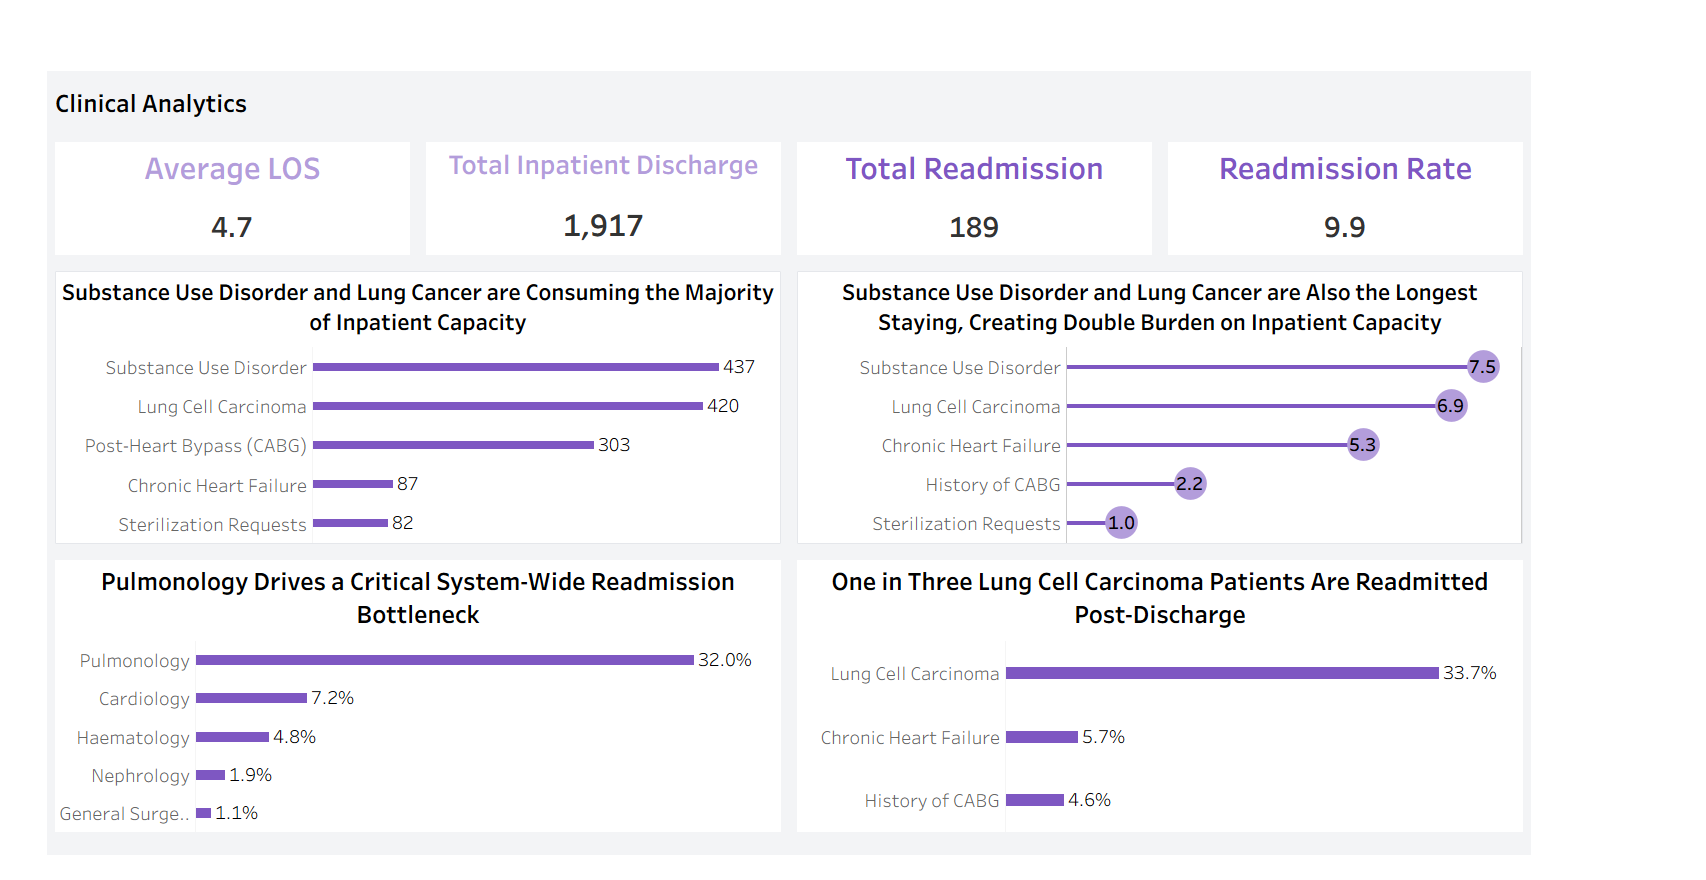 Clinical Analytics
Average LOS
4.7
Total Inpatient Discharge
1,917
Total Readmission
189
Readmission Rate
9.9
Substance Use Disorder and Lung Cancer are Consuming the Majority
of Inpatient Capacity
Substance Use Disorder 437
Lung Cell Carcinoma 420
Post-Heart Bypass (CABG) 303
Chronic Heart Failure 87
Sterilization Requests 82
Substance Use Disorder and Lung Cancer are Also the Longest
Staying, Creating Double Burden on Inpatient Capacity
Substance Use Disorder 7.5
Lung Cell Carcinoma 6.9
Chronic Heart Failure 5.3
History of CABG 2.2
Sterilization Requests 1.0
Pulmonology Drives a Critical System-Wide Readmission
Bottleneck
Pulmonology 32.0%
Cardiology 7.2%
Haematology 4.8%
Nephrology 1.9%
General Surge.. 1.1%
One in Three Lung Cell Carcinoma Patients Are Readmitted
Post-Discharge
Lung Cell Carcinoma 33.7%
Chronic Heart Failure 5.7%
History of CABG 4.6%